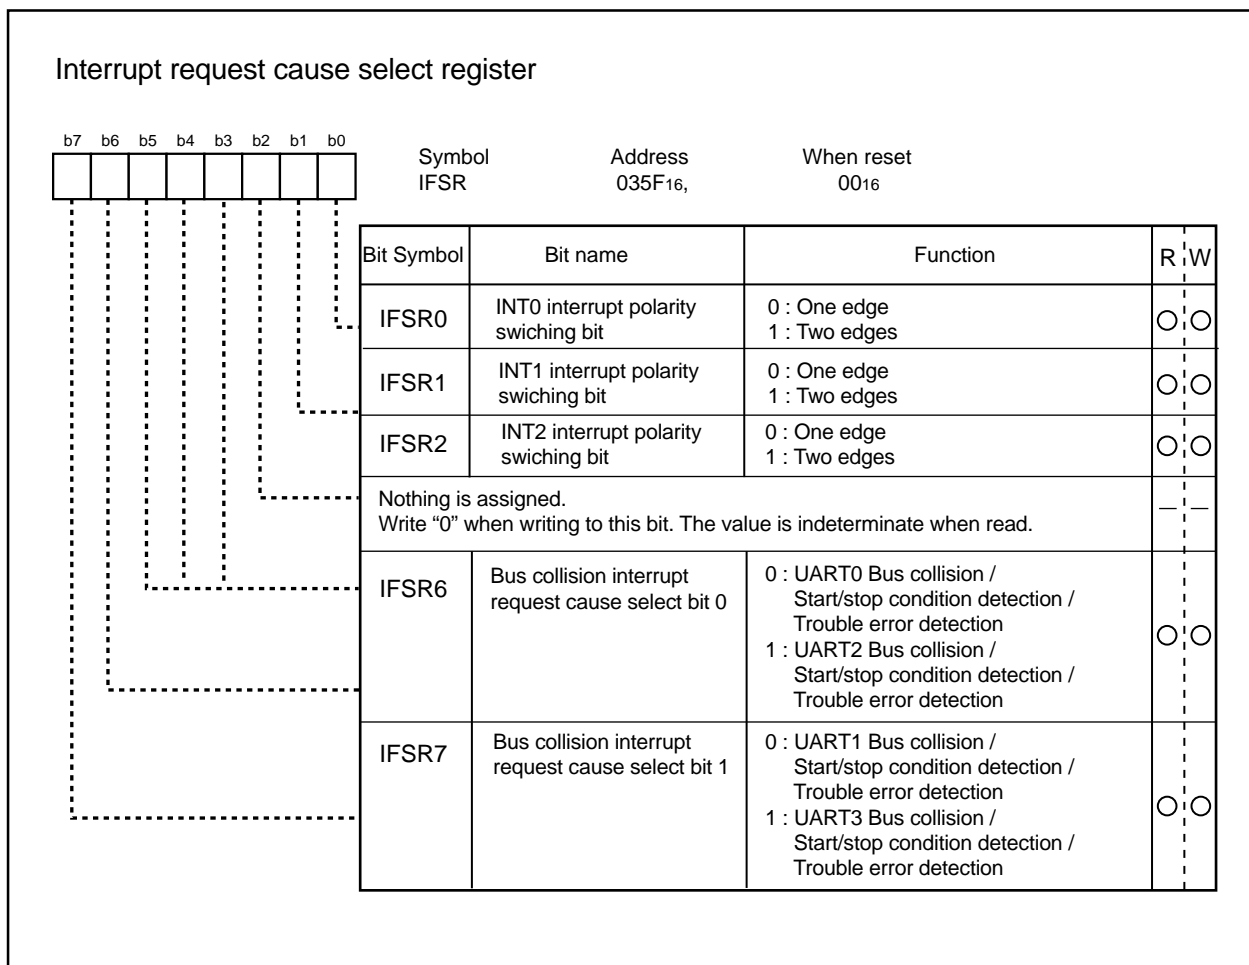 Interrupt request cause select register
b7 b6 b5 b4 b3 b2 b1 b0
Symbol Address When reset
IFSR 035F16, 0016
Bit Symbol Bit name Function R W
IFSR0 INT0 interrupt polarity swiching bit 0 : One edge
1 : Two edges
IFSR1 INT1 interrupt polarity swiching bit 0 : One edge
1 : Two edges
IFSR2 INT2 interrupt polarity swiching bit 0 : One edge
1 : Two edges
Nothing is assigned.
Write “0” when writing to this bit. The value is indeterminate when read.
IFSR6 Bus collision interrupt request cause select bit 0 0 : UART0 Bus collision /
Start/stop condition detection /
Trouble error detection
1 : UART2 Bus collision /
Start/stop condition detection /
Trouble error detection
IFSR7 Bus collision interrupt request cause select bit 1 0 : UART1 Bus collision /
Start/stop condition detection /
Trouble error detection
1 : UART3 Bus collision /
Start/stop condition detection /
Trouble error detection